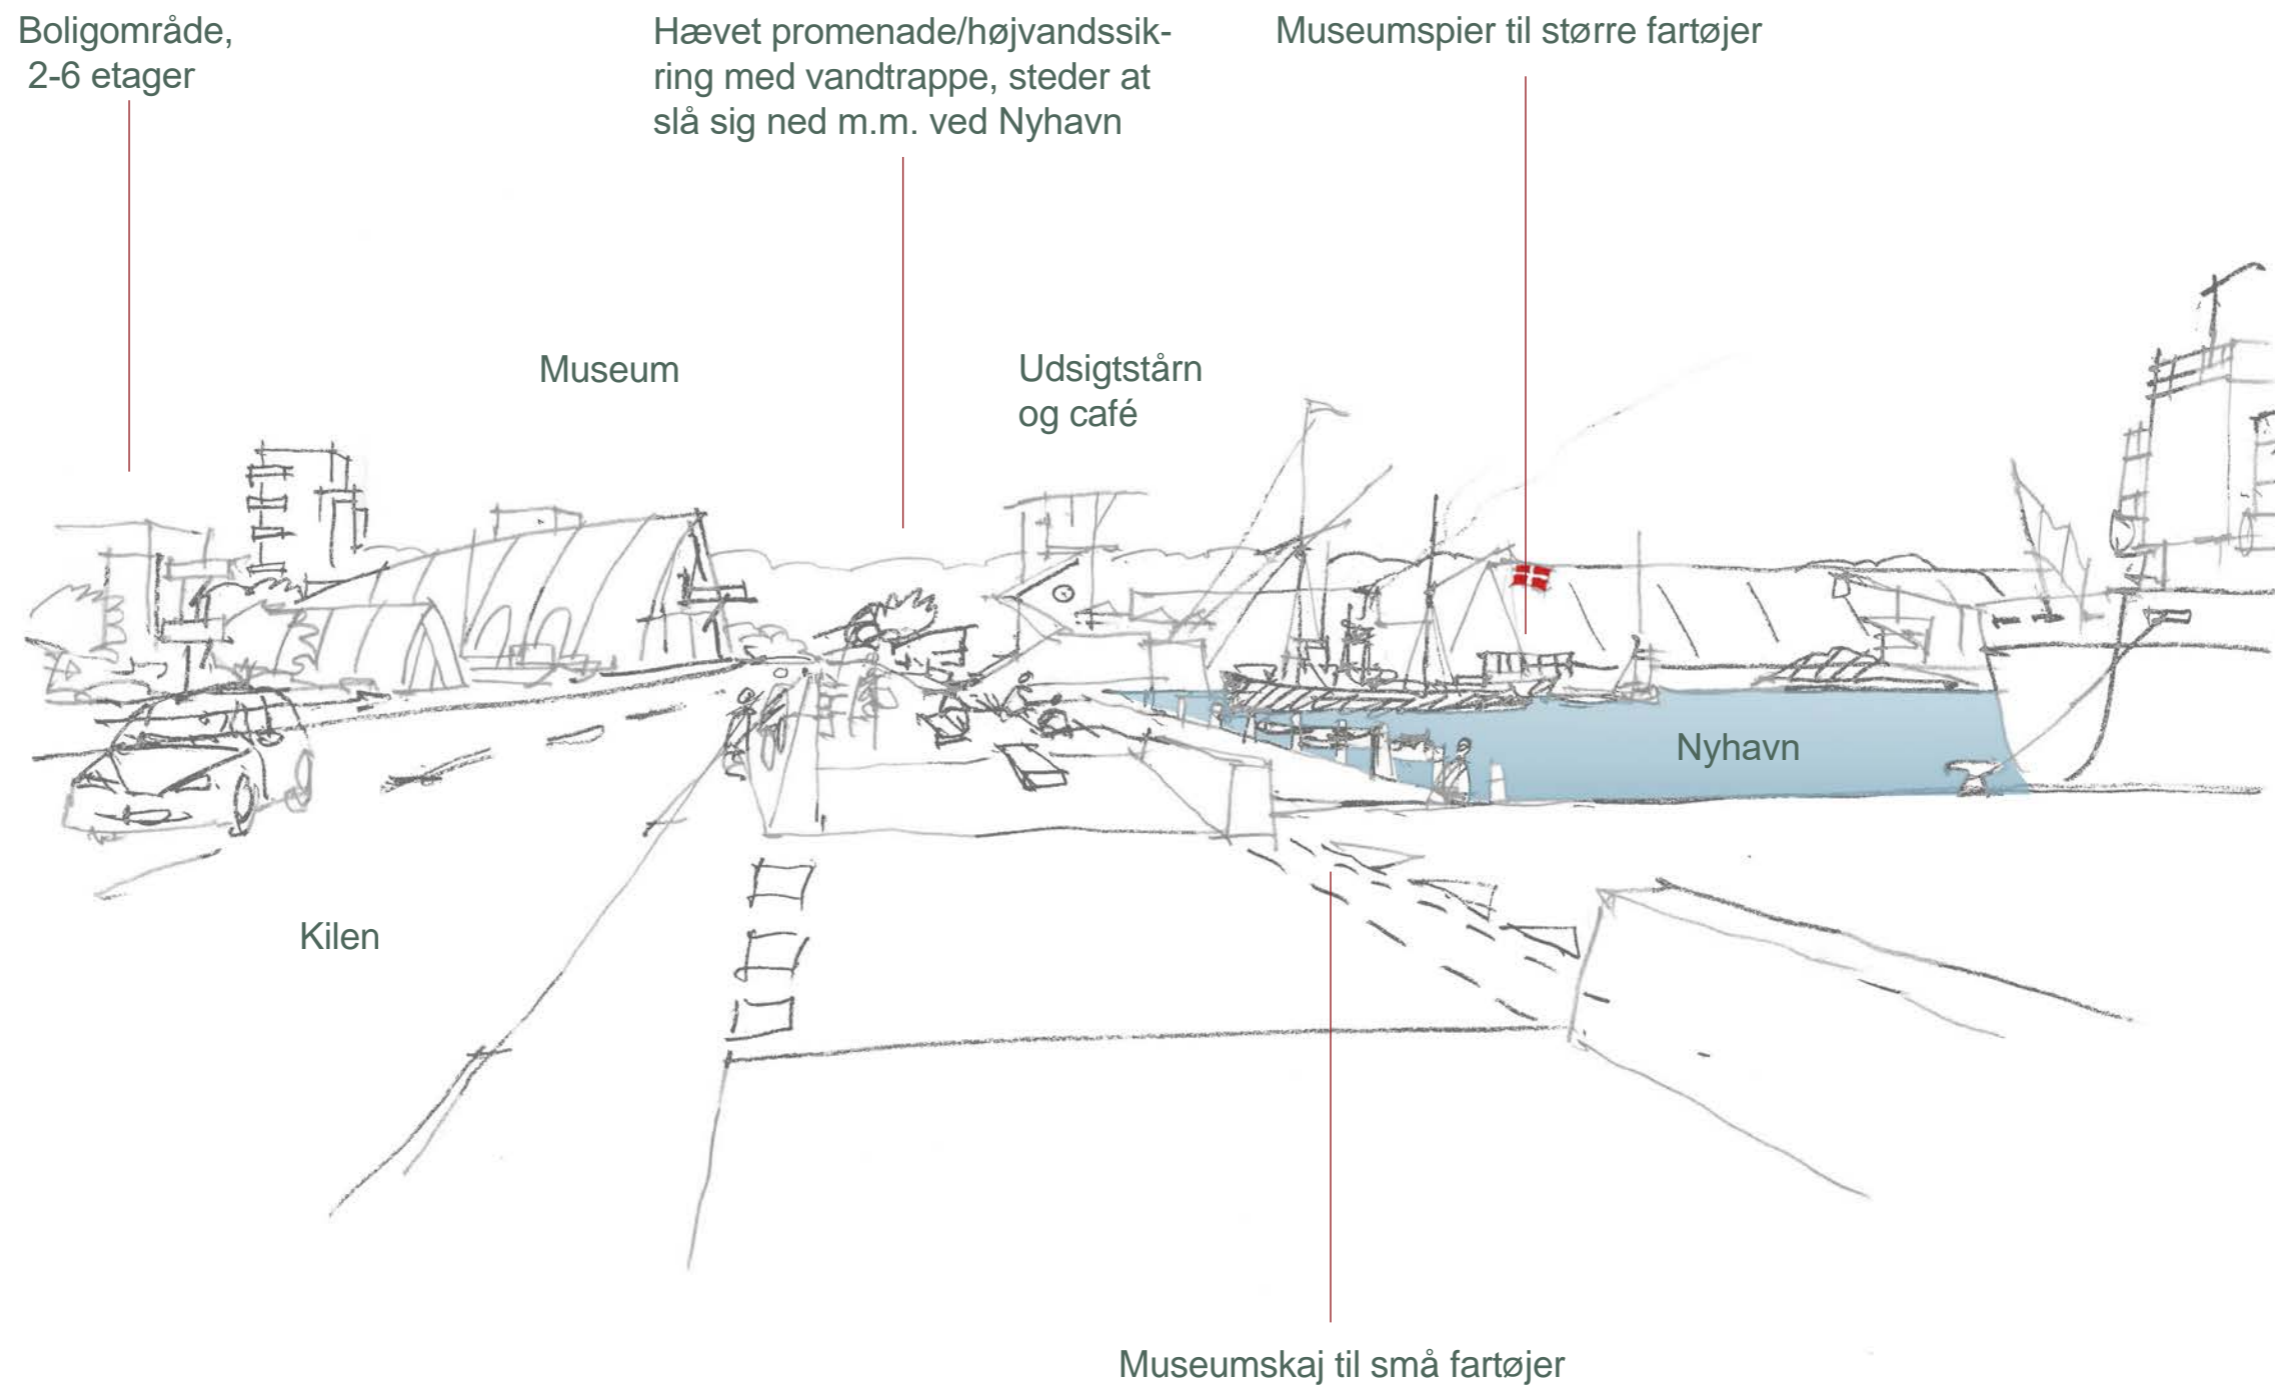 Boligområde,
2-6 etager
Hævet promenade/højvandssik-
ring med vandtrappe, steder at
slå sig ned m.m. ved Nyhavn
Museumspier til større fartøjer
Museum
Udsigtstårn
og café
Nyhavn
Kilen
Museumskaj til små fartøjer